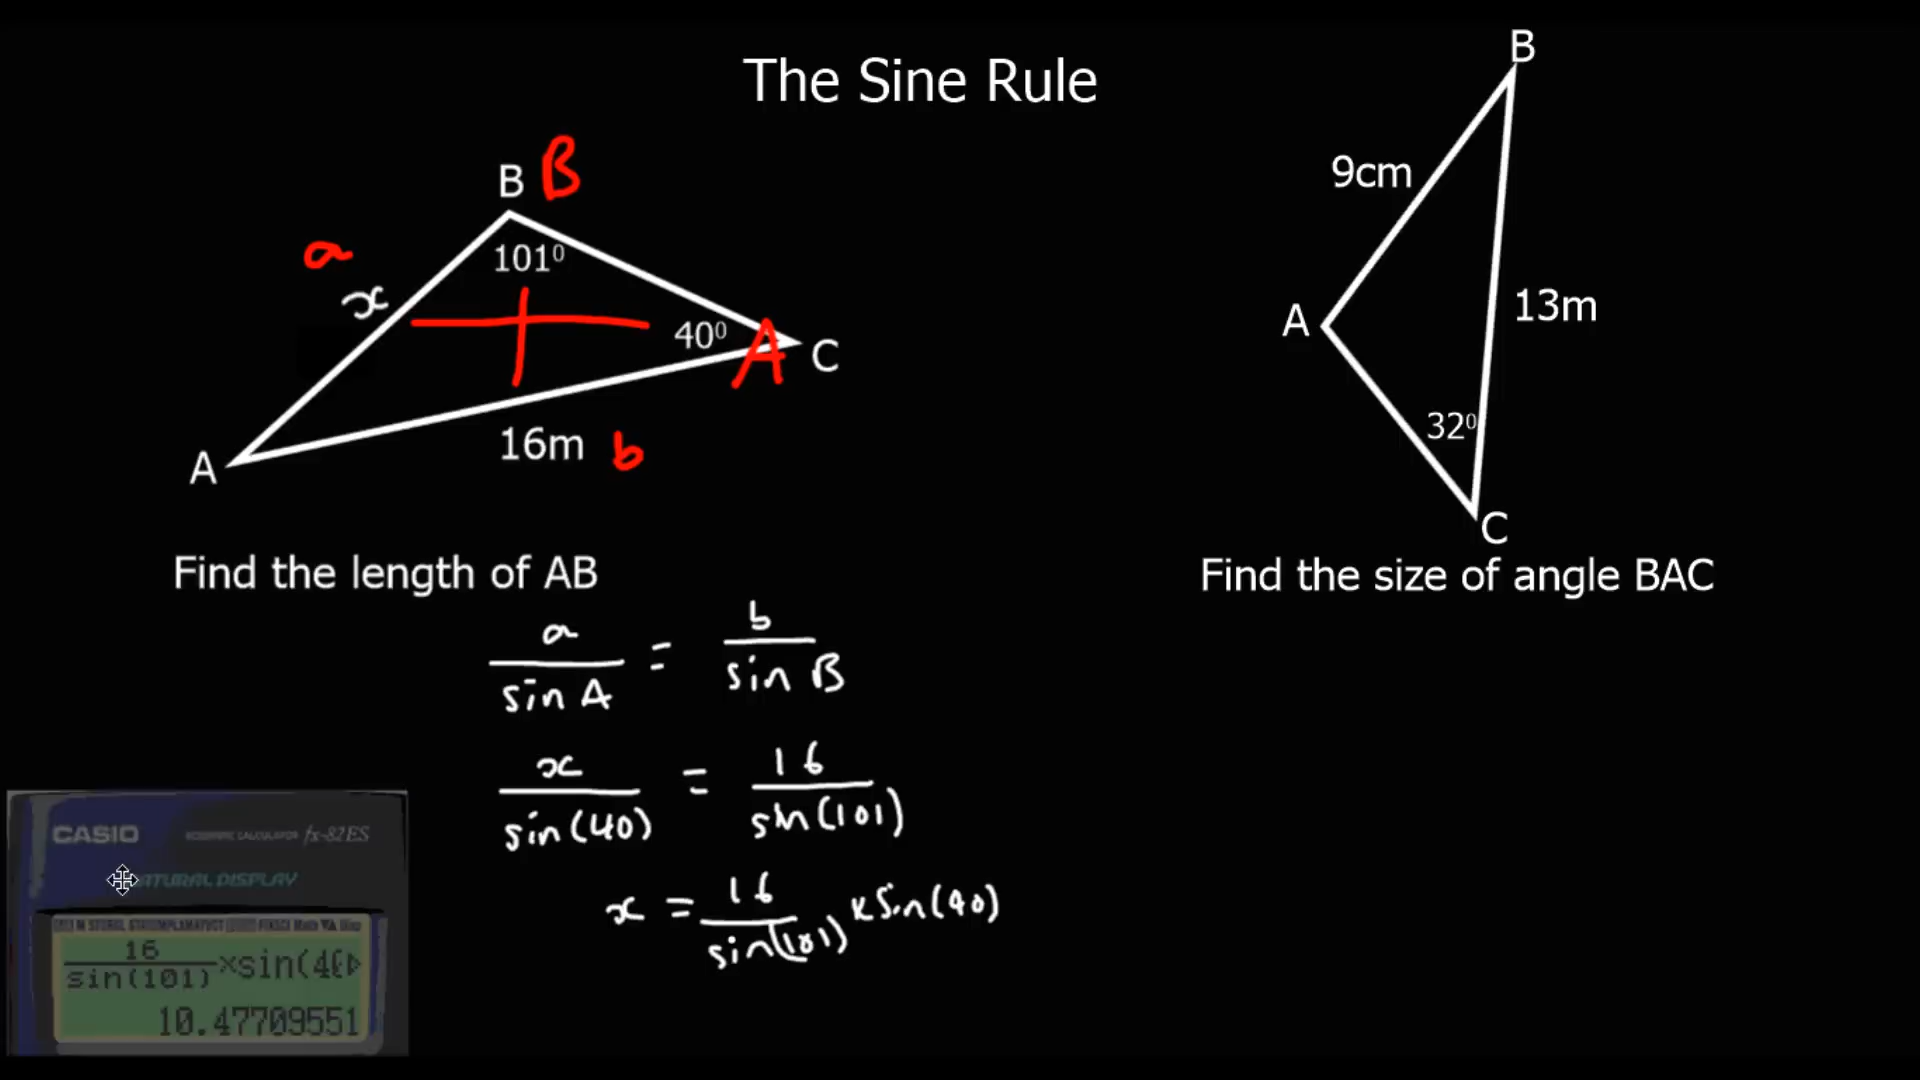 The Sine Rule
B B
101⁰
a
x
40⁰
A C
16m b
A
Find the length of AB
a = b
sin A sin B
x = 16
sin(40) sin(101)
x = 16 × sin(40)
sin(101)
B
9cm
13m
A
32⁰
C
Find the size of angle BAC
CASIO fx-82ES
NATURAL DISPLAY
16
sin(101) ×sin(40
10.47709551